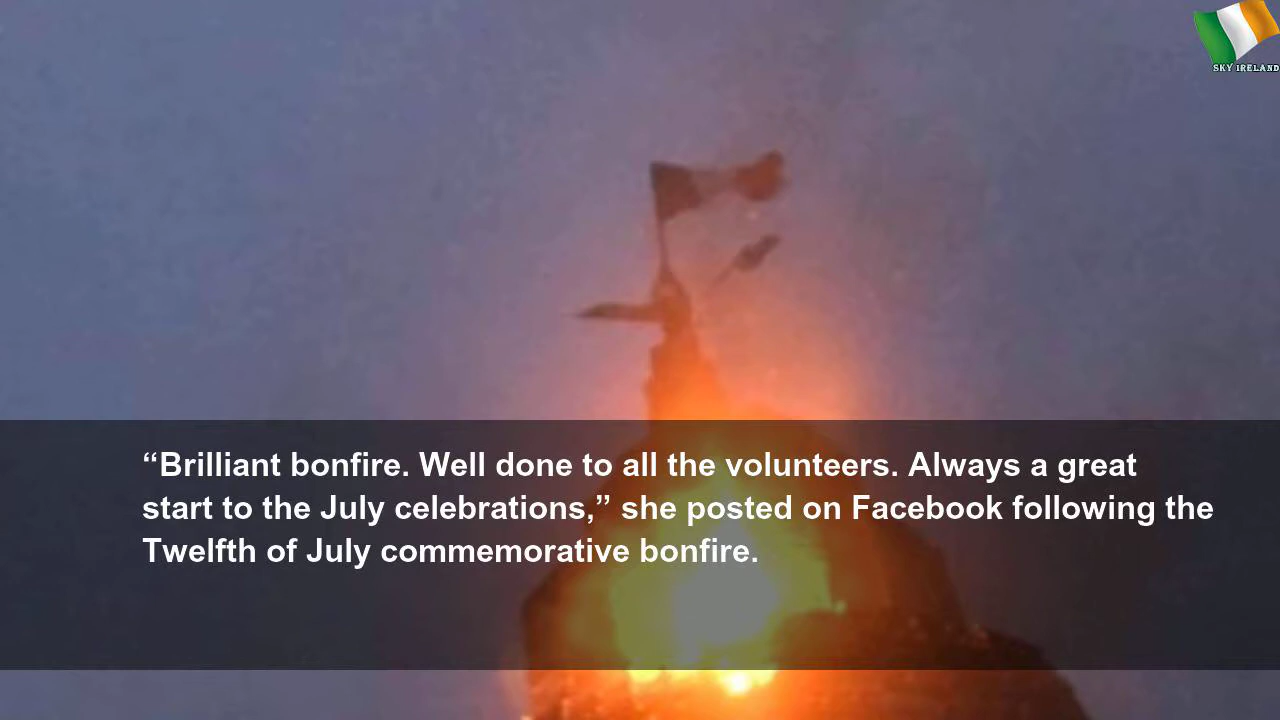 SKY IRELAND
“Brilliant bonfire. Well done to all the volunteers. Always a great
start to the July celebrations,” she posted on Facebook following the
Twelfth of July commemorative bonfire.